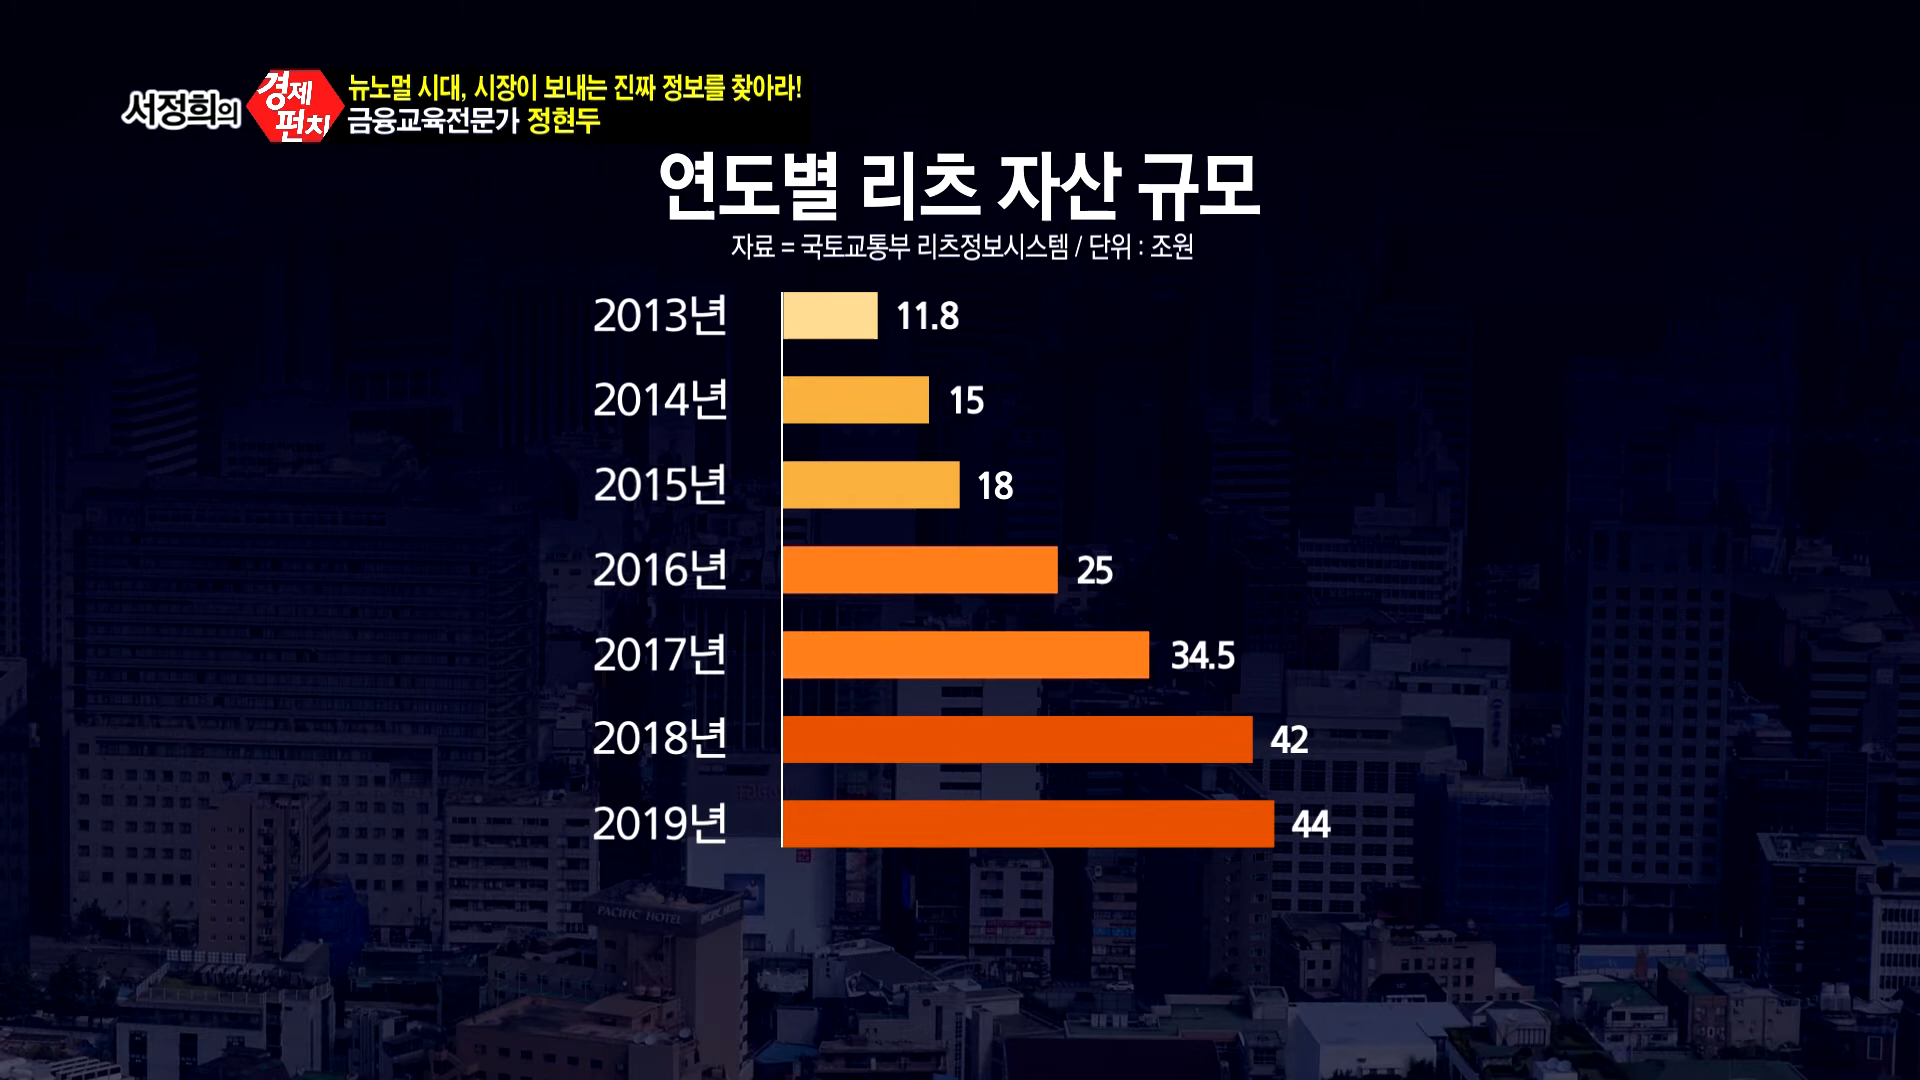 서정희의
경제
펀치
뉴노멀 시대, 시장이 보내는 진짜 정보를 찾아라!
금융교육전문가 정현두
연도별 리츠 자산 규모
자료 = 국토교통부 리츠정보시스템 / 단위 : 조원
2013년 11.8
2014년 15
2015년 18
2016년 25
2017년 34.5
2018년 42
2019년 44
PACIFIC HOTEL